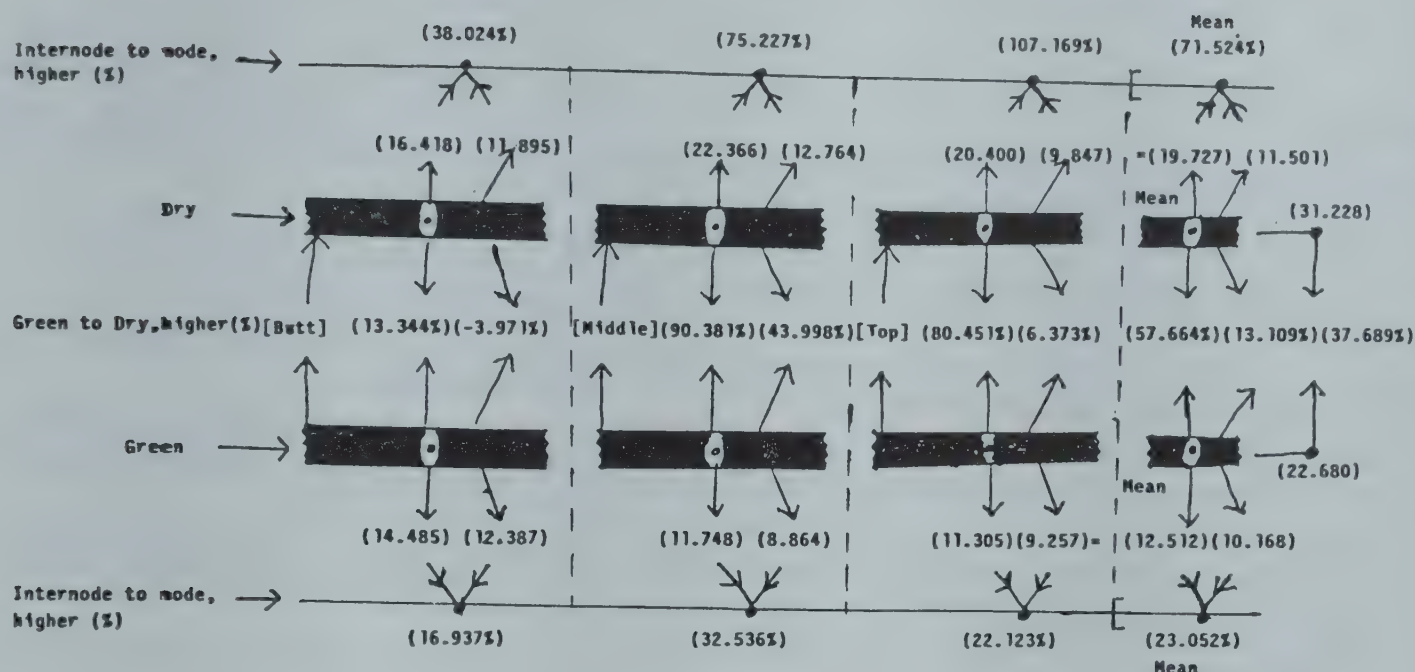 Mean
(38.024%) (75.227%) (107.169%) (71.524%)
Internode to mode,
higher (%)
(16.418) (11.895) (22.366) (12.764) (20.400) (9.847) =(19.727) (11.501)
Dry Mean (31.228)
Green to Dry,higher(%) [Butt] (13.344%)(-3.971%) [Middle](90.381%)(43.998%)[Top] (80.451%)(6.373%) (57.664%)(13.109%)(37.689%)
Green
Mean (22.680)
(14.485) (12.387) (11.748) (8.864) (11.305)(9.257)= (12.512)(10.168)
Internode to mode,
higher (%)
(16.937%) (32.536%) (22.123%) (23.052%)
Mean